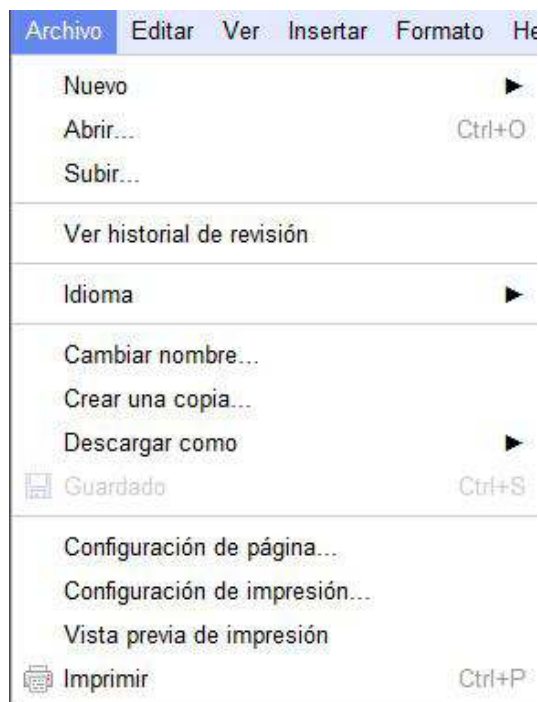 Archivo Editar Ver Insertar Formato He
Nuevo
Abrir... Ctrl+O
Subir...
Ver historial de revisión
Idioma
Cambiar nombre...
Crear una copia...
Descargar como
Guardado Ctrl+S
Configuración de página...
Configuración de impresión...
Vista previa de impresión
Imprimir Ctrl+P